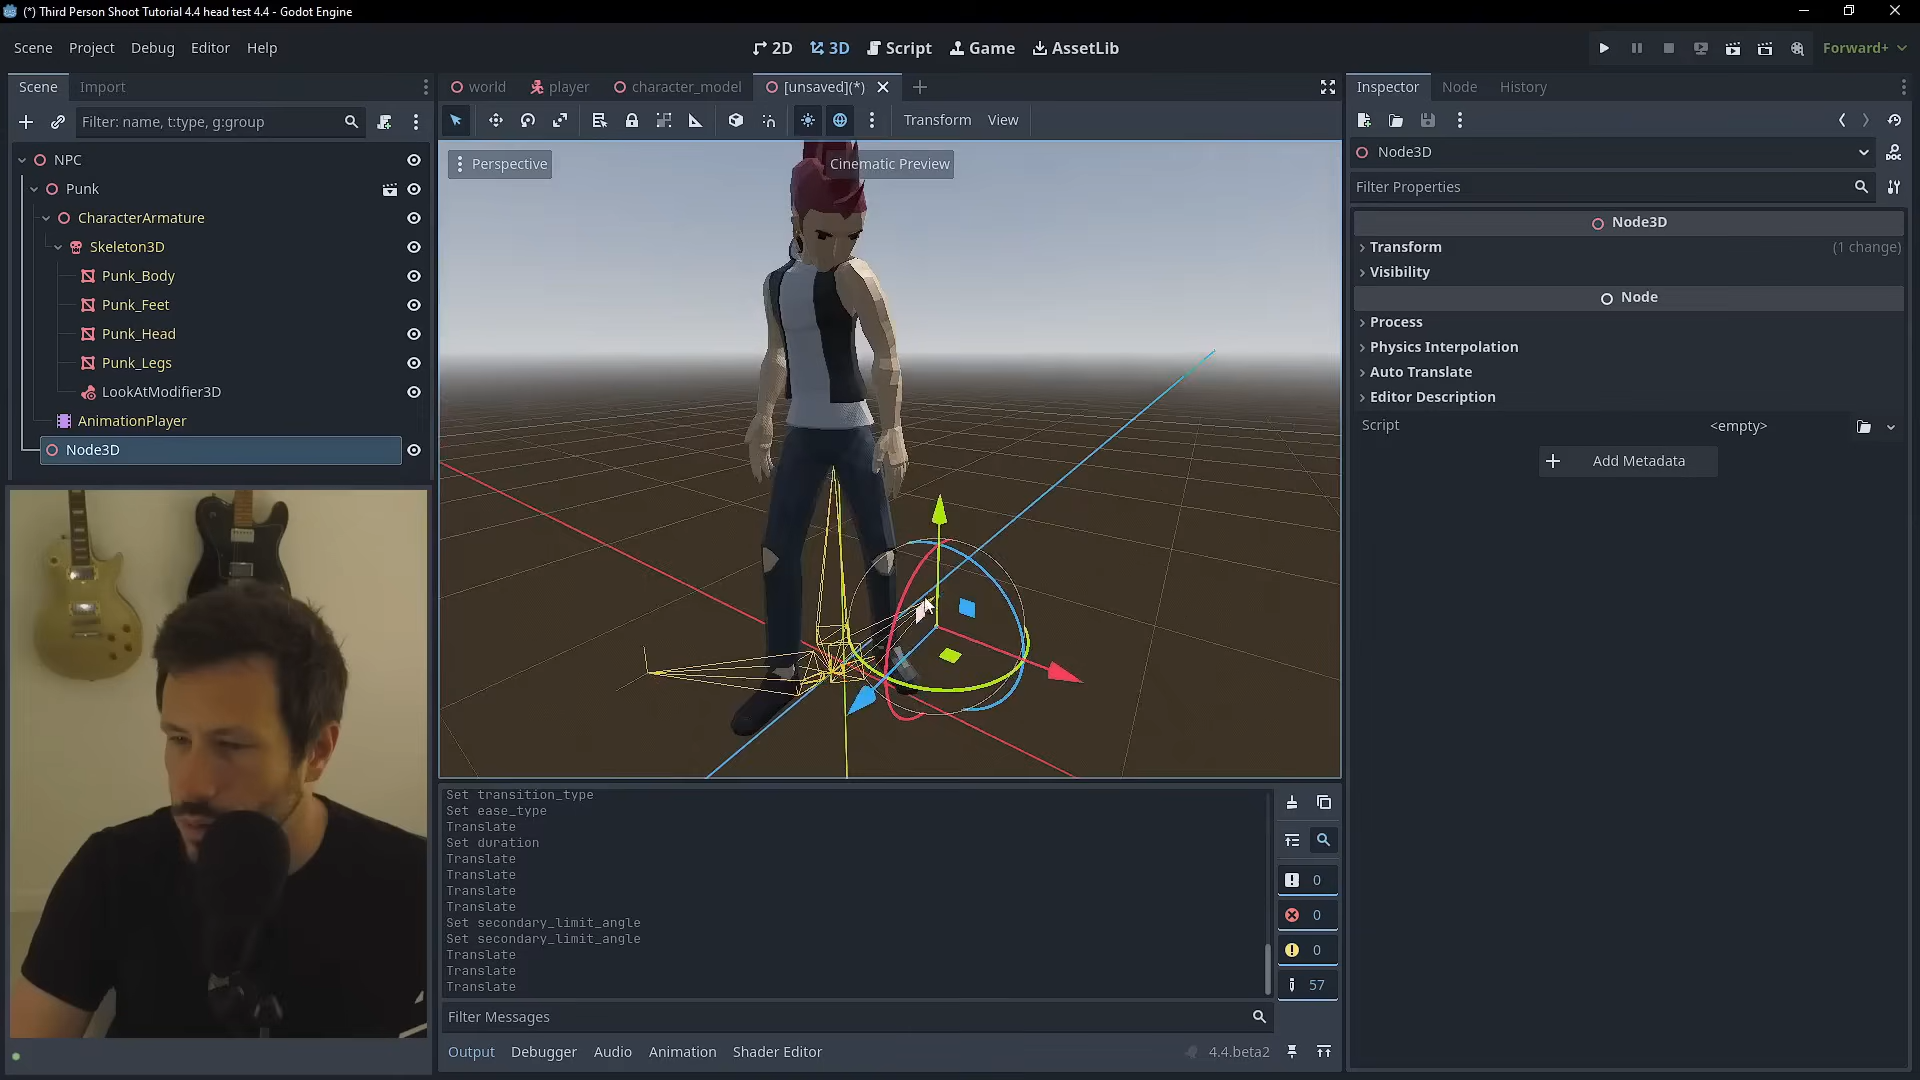 (*) Third Person Shoot Tutorial 4.4 head test 4.4 - Godot Engine
Scene Project Debug Editor Help
2D 3D Script Game AssetLib
Forward+
Scene Import
world player character_model [unsaved](*)
Inspector Node History
Filter: name, t:type, g:group
Transform View
NPC
Punk
CharacterArmature
Skeleton3D
Punk_Body
Punk_Feet
Punk_Head
Punk_Legs
LookAtModifier3D
AnimationPlayer
Node3D
Perspective
Cinematic Preview
Set transition_type
Set ease_type
Translate
Set duration
Translate
Translate
Translate
Translate
Set secondary_limit_angle
Set secondary_limit_angle
Translate
Translate
Translate
0
0
0
57
Filter Messages
Output Debugger Audio Animation Shader Editor
4.4.beta2
Node3D
Filter Properties
Node3D
Transform (1 change)
Visibility
Node
Process
Physics Interpolation
Auto Translate
Editor Description
Script <empty>
Add Metadata